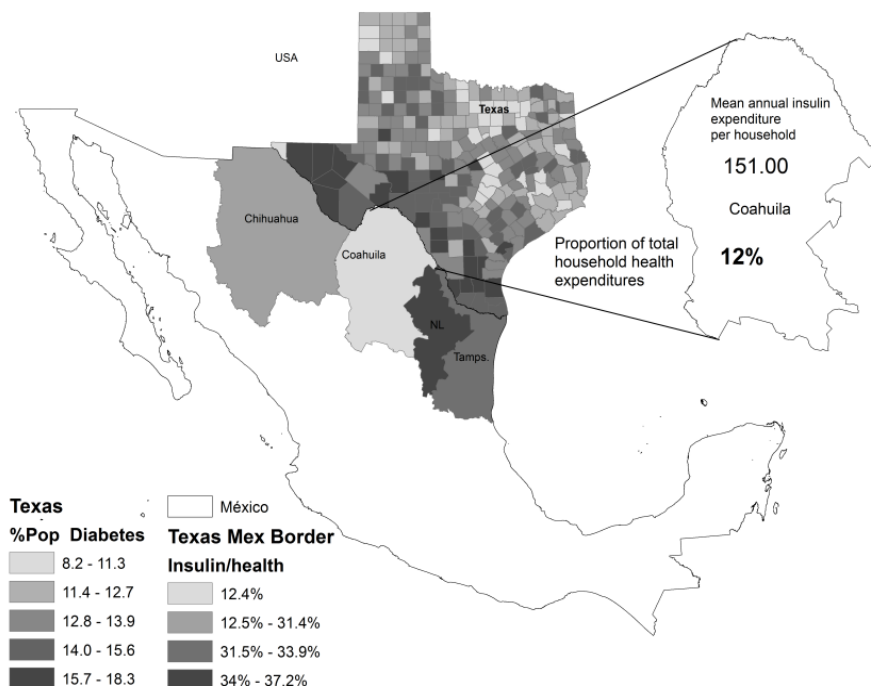 USA
Texas
Chihuahua
Coahuila
NL
Tamps.
Mean annual insulin
expenditure
per household
151.00
Coahuila
12%
Proportion of total
household health
expenditures
Texas
%Pop Diabetes
8.2 - 11.3
11.4 - 12.7
12.8 - 13.9
14.0 - 15.6
15.7 - 18.3
México
Texas Mex Border
Insulin/health
12.4%
12.5% - 31.4%
31.5% - 33.9%
34% - 37.2%